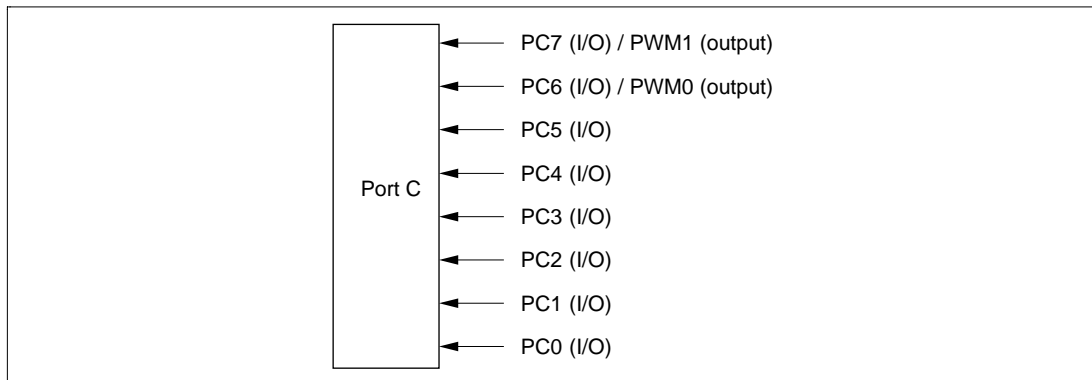 PC7 (I/O) / PWM1 (output)
PC6 (I/O) / PWM0 (output)
PC5 (I/O)
PC4 (I/O)
Port C
PC3 (I/O)
PC2 (I/O)
PC1 (I/O)
PC0 (I/O)